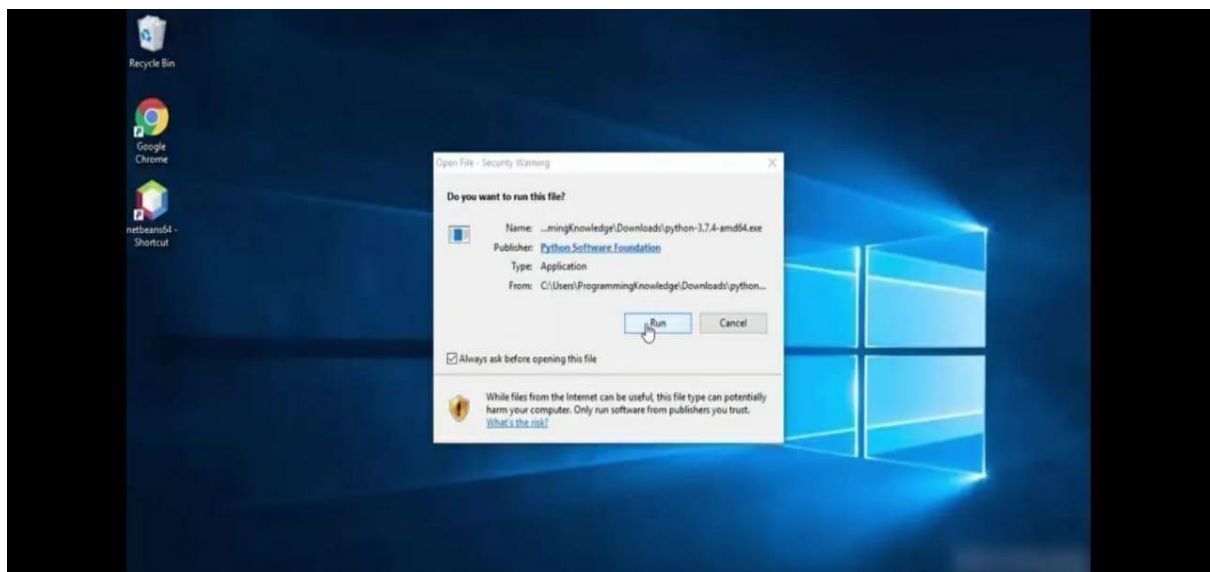 Recycle Bin
Google
Chrome
netbeans64 -
Shortcut
Open File - Security Warning
Do you want to run this file?
Name: ...mingKnowledge\Downloads\python-3.7.4-amd64.exe
Publisher: Python Software Foundation
Type: Application
From: C:\Users\ProgrammingKnowledge\Downloads\python...
Run Cancel
Always ask before opening this file
While files from the Internet can be useful, this file type can potentially
harm your computer. Only run software from publishers you trust.
What's the risk?